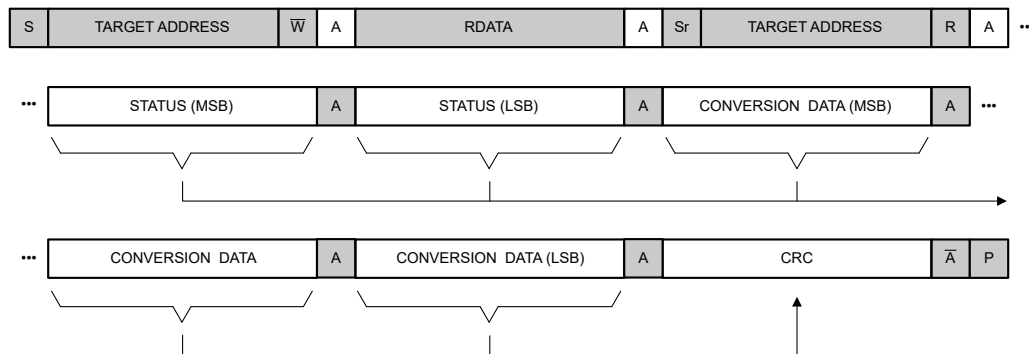 S TARGET ADDRESS W̅ A RDATA A Sr TARGET ADDRESS R A ...
... STATUS (MSB) A STATUS (LSB) A CONVERSION DATA (MSB) A ...
... CONVERSION DATA A CONVERSION DATA (LSB) A CRC A̅ P